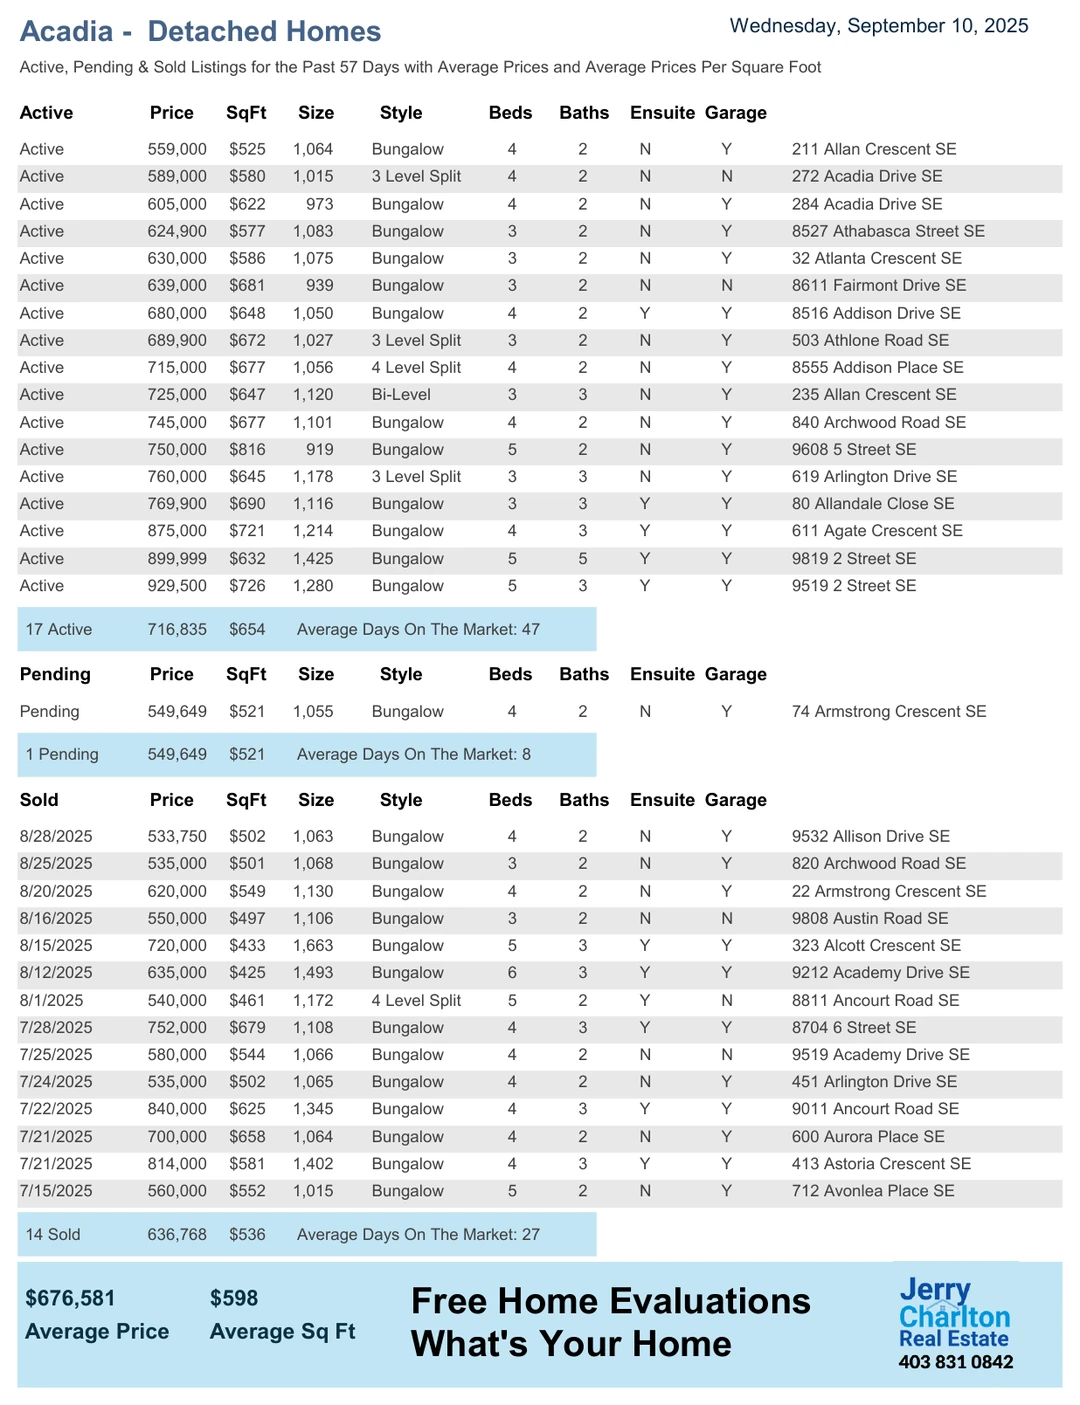 Acadia - Detached Homes
Wednesday, September 10, 2025
Active, Pending & Sold Listings for the Past 57 Days with Average Prices and Average Prices Per Square Foot
Active Price SqFt Size Style Beds Baths Ensuite Garage
Active 559,000 $525 1,064 Bungalow 4 2 N Y 211 Allan Crescent SE
Active 589,000 $580 1,015 3 Level Split 4 2 N N 272 Acadia Drive SE
Active 605,000 $622 973 Bungalow 4 2 N Y 284 Acadia Drive SE
Active 624,900 $577 1,083 Bungalow 3 2 N Y 8527 Athabasca Street SE
Active 630,000 $586 1,075 Bungalow 3 2 N Y 32 Atlanta Crescent SE
Active 639,000 $681 939 Bungalow 3 2 N N 8611 Fairmont Drive SE
Active 680,000 $648 1,050 Bungalow 4 2 Y Y 8516 Addison Drive SE
Active 689,900 $672 1,027 3 Level Split 3 2 N Y 503 Athlone Road SE
Active 715,000 $677 1,056 4 Level Split 4 2 N Y 8555 Addison Place SE
Active 725,000 $647 1,120 Bi-Level 3 3 N Y 235 Allan Crescent SE
Active 745,000 $677 1,101 Bungalow 4 2 N Y 840 Archwood Road SE
Active 750,000 $816 919 Bungalow 5 2 N Y 9608 5 Street SE
Active 760,000 $645 1,178 3 Level Split 3 3 N Y 619 Arlington Drive SE
Active 769,900 $690 1,116 Bungalow 3 3 Y Y 80 Allandale Close SE
Active 875,000 $721 1,214 Bungalow 4 3 Y Y 611 Agate Crescent SE
Active 899,999 $632 1,425 Bungalow 5 5 Y Y 9819 2 Street SE
Active 929,500 $726 1,280 Bungalow 5 3 Y Y 9519 2 Street SE
17 Active 716,835 $654 Average Days On The Market: 47
Pending Price SqFt Size Style Beds Baths Ensuite Garage
Pending 549,649 $521 1,055 Bungalow 4 2 N Y 74 Armstrong Crescent SE
1 Pending 549,649 $521 Average Days On The Market: 8
Sold Price SqFt Size Style Beds Baths Ensuite Garage
8/28/2025 533,750 $502 1,063 Bungalow 4 2 N Y 9532 Allison Drive SE
8/25/2025 535,000 $501 1,068 Bungalow 3 2 N Y 820 Archwood Road SE
8/20/2025 620,000 $549 1,130 Bungalow 4 2 N Y 22 Armstrong Crescent SE
8/16/2025 550,000 $497 1,106 Bungalow 3 2 N N 9808 Austin Road SE
8/15/2025 720,000 $433 1,663 Bungalow 5 3 Y Y 323 Alcott Crescent SE
8/12/2025 635,000 $425 1,493 Bungalow 6 3 Y Y 9212 Academy Drive SE
8/1/2025 540,000 $461 1,172 4 Level Split 5 2 Y N 8811 Ancourt Road SE
7/28/2025 752,000 $679 1,108 Bungalow 4 3 Y Y 8704 6 Street SE
7/25/2025 580,000 $544 1,066 Bungalow 4 2 N N 9519 Academy Drive SE
7/24/2025 535,000 $502 1,065 Bungalow 4 2 N Y 451 Arlington Drive SE
7/22/2025 840,000 $625 1,345 Bungalow 4 3 Y Y 9011 Ancourt Road SE
7/21/2025 700,000 $658 1,064 Bungalow 4 2 N Y 600 Aurora Place SE
7/21/2025 814,000 $581 1,402 Bungalow 4 3 Y Y 413 Astoria Crescent SE
7/15/2025 560,000 $552 1,015 Bungalow 5 2 N Y 712 Avonlea Place SE
14 Sold 636,768 $536 Average Days On The Market: 27
$676,581 $598
Average Price Average Sq Ft
Free Home Evaluations
What's Your Home
Jerry
Charlton
Real Estate
403 831 0842